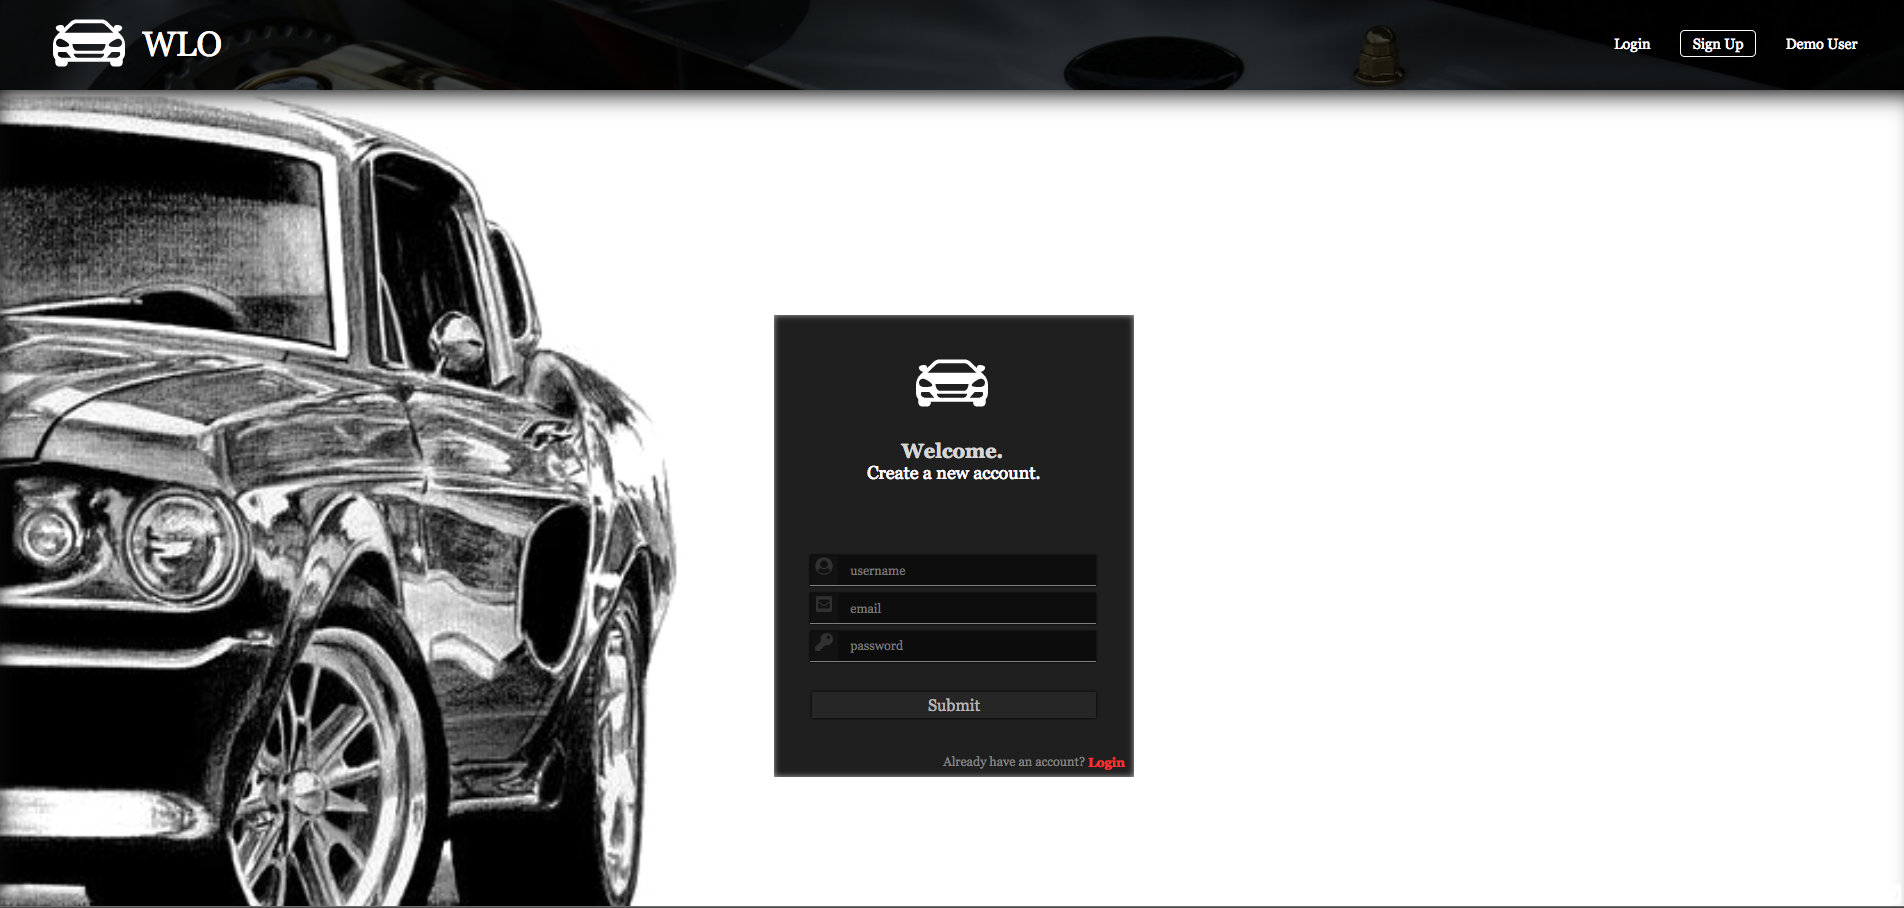 WLO
Login
Sign Up
Demo User
Welcome.
Create a new account.
username
email
password
Submit
Already have an account? Login